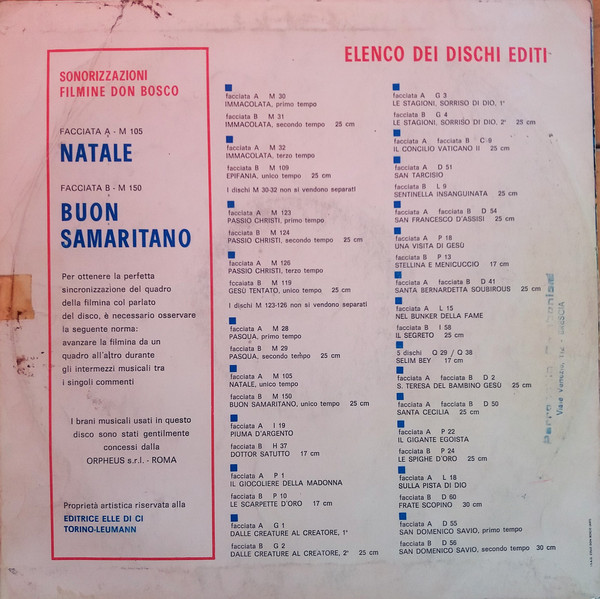 SONORIZZAZIONI
FILMINE DON BOSCO
FACCIATA A - M 105
NATALE
FACCIATA B - M 150
BUON
SAMARITANO
Per ottenere la perfetta
sincronizzazione del quadro
della filmina col parlato
del disco, è necessario osservare
la seguente norma:
avanzare la filmina da un
quadro all'altro durante
gli intermezzi musicali tra
i singoli commenti
I brani musicali usati in questo
disco sono stati gentilmente
concessi dalla
ORPHEUS s.r.l. - ROMA
Proprietà artistica riservata alla
EDITRICE ELLE DI CI
TORINO-LEUMANN
ELENCO DEI DISCHI EDITI
facciata A M 30
IMMACOLATA, primo tempo
facciata B M 31
IMMACOLATA, secondo tempo 25 cm
facciata A M 32
IMMACOLATA, terzo tempo
facciata B M 109
EPIFANIA, unico tempo 25 cm
I dischi M 30-32 non si vendono separati
facciata A M 123
PASSIO CHRISTI, primo tempo
facciata B M 124
PASSIO CHRISTI, secondo tempo 25 cm
facciata A M 126
PASSIO CHRISTI, terzo tempo
fccciata B M 119
GESÙ TENTATO, unico tempo 25 cm
I dischi M 123-126 non si vendono separati
facciata A M 28
PASQUA, primo tempo
facciata B M 29
PASQUA, secondo tempo 25 cm
facciata A M 105
NATALE, unico tempo
facciata B M 150
BUON SAMARITANO, unico tempo 25 cm
facciata A I 19
PIUMA D'ARGENTO
facciata B H 37
DOTTOR SATUTTO 17 cm
facciata A P 1
IL GIOCOLIERE DELLA MADONNA
facciata B P 10
LE SCARPETTE D'ORO 17 cm
facciata A G 1
DALLE CREATURE AL CREATORE, 1°
facciata B G 2
DALLE CREATURE AL CREATORE, 2° 25 cm
facciata A G 3
LE STAGIONI, SORRISO DI DIO, 1°
facciata B G 4
LE STAGIONI, SORRISO DI DIO, 2° 25 cm
facciata A facciata B C 9
IL CONCILIO VATICANO II 25 cm
facciata A D 51
SAN TARCISIO
facciata B L 9
SENTINELLA INSANGUINATA 25 cm
facciata A facciata B D 54
SAN FRANCESCO D'ASSISI 25 cm
facciata A P 18
UNA VISITA DI GESÙ
facciata B P 13
STELLINA E MENICUCCIO 17 cm
facciata A facciata B D 41
SANTA BERNARDETTA SOUBIROUS 25 cm
facciata A L 15
NEL BUNKER DELLA FAME
facciata B I 58
IL SEGRETO 25 cm
5 dischi Q 29 / Q 38
SELIM BEY 17 cm
facciata A facciata B D 2
S. TERESA DEL BAMBINO GESÙ 25 cm
facciata A facciata B D 50
SANTA CECILIA 25 cm
facciata A P 22
IL GIGANTE EGOISTA
facciata B P 24
LE SPIGHE D'ORO 25 cm
facciata A L 18
SULLA PISTA DI DIO
facciata B D 60
FRATE SCOPINO 30 cm
facciata A D 55
SAN DOMENICO SAVIO, primo tempo
facciata B D 56
SAN DOMENICO SAVIO, secondo tempo 30 cm
BRESCIA